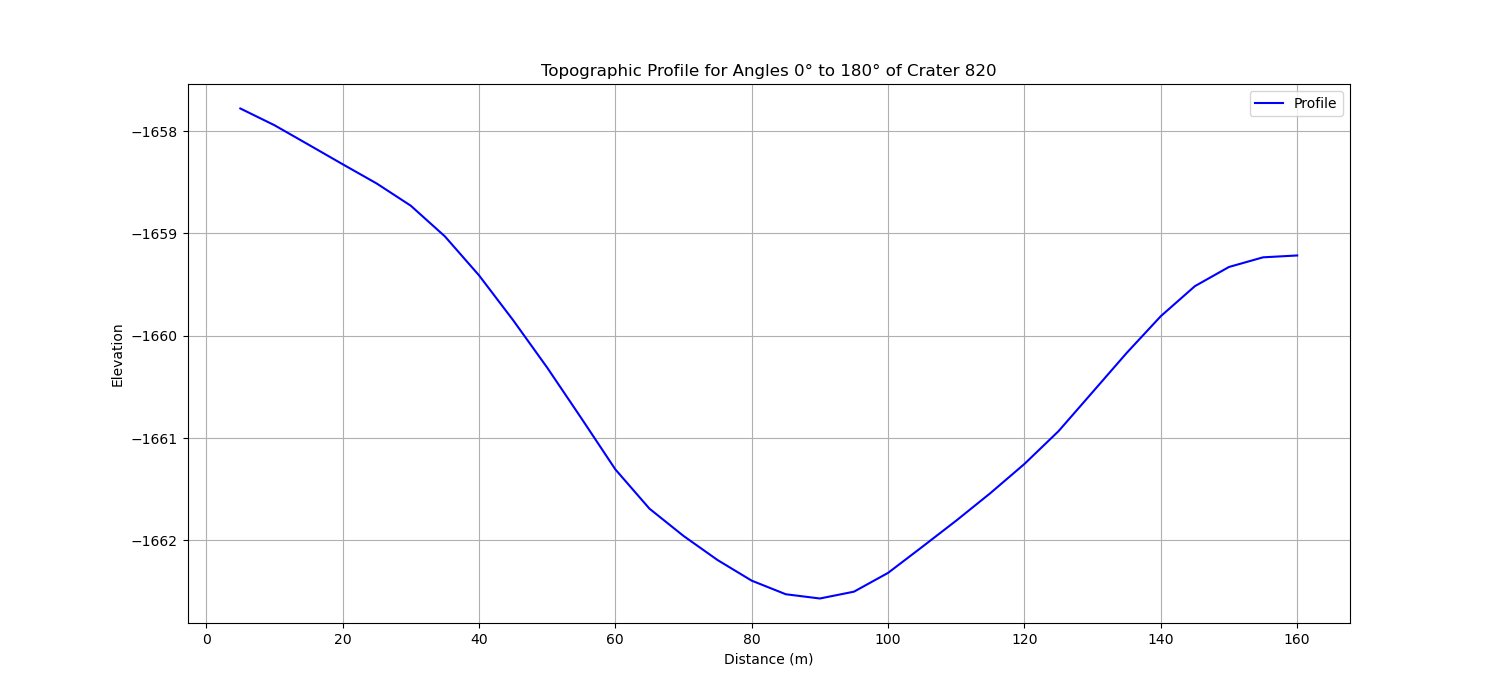 Topographic Profile for Angles 0° to 180° of Crater 820
Profile
−1658
−1659
−1660
−1661
−1662
Elevation
0 20 40 60 80 100 120 140 160
Distance (m)